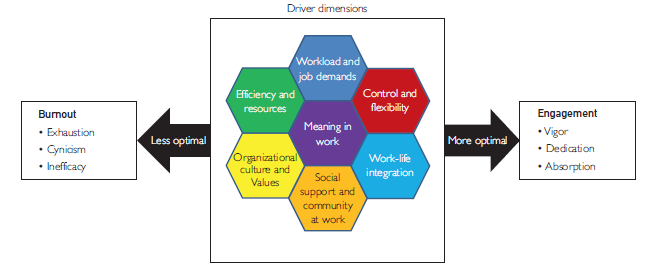 Driver dimensions
Workload and
job demands
Efficiency and
resources
Control and
flexibility
Meaning in
work
Organizational
culture and
Values
Work-life
integration
Social
support and
community
at work
Burnout
• Exhaustion
• Cynicism
• Inefficacy
Less optimal
More optimal
Engagement
• Vigor
• Dedication
• Absorption